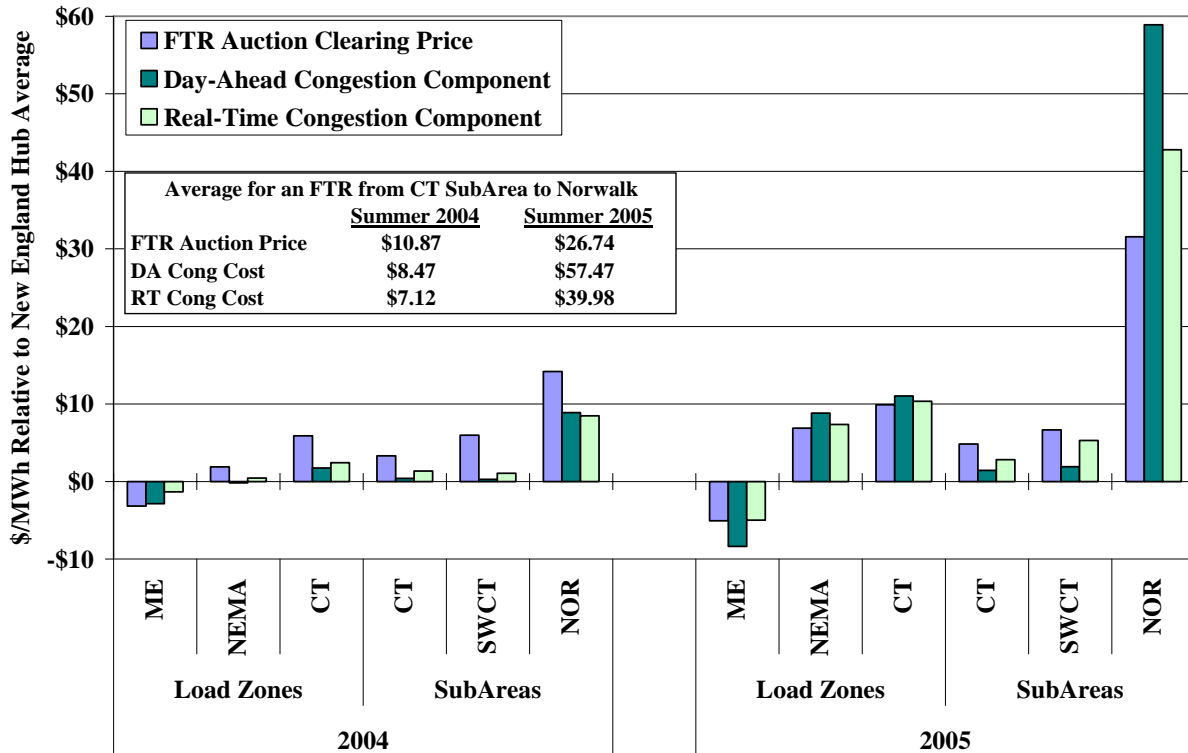 $/MWh Relative to New England Hub Average
$60
$50
$40
$30
$20
$10
$0
-$10
FTR Auction Clearing Price
Day-Ahead Congestion Component
Real-Time Congestion Component
Average for an FTR from CT SubArea to Norwalk
Summer 2004 Summer 2005
FTR Auction Price $10.87 $26.74
DA Cong Cost $8.47 $57.47
RT Cong Cost $7.12 $39.98
ME NEMA CT CT SWCT NOR ME NEMA CT CT SWCT NOR
Load Zones SubAreas Load Zones SubAreas
2004 2005